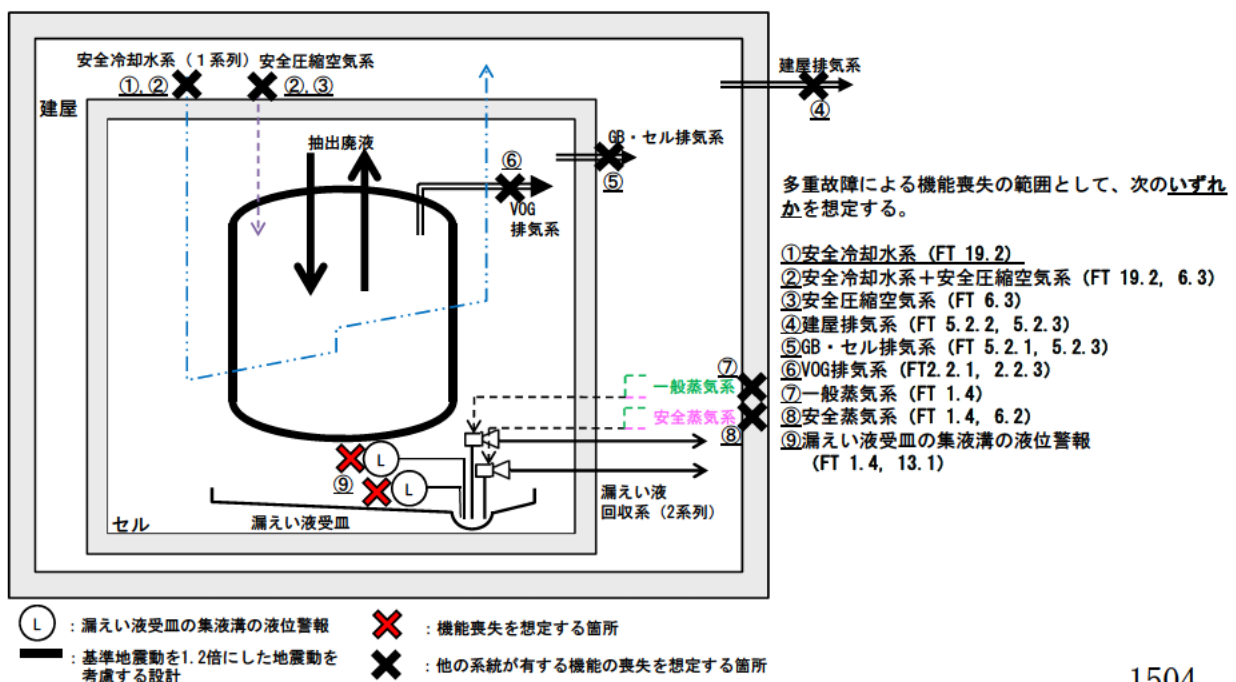 安全冷却水系（１系列）
①,②
安全圧縮空気系
②,③
建屋
抽出廃液
⑥
VOG
排気系
GB・セル排気系
⑤
建屋排気系
④
⑦
一般蒸気系
安全蒸気系
⑧
L
⑨
L
漏えい液受皿
セル
漏えい液
回収系（2系列）
多重故障による機能喪失の範囲として、次のいずれ
かを想定する。
①安全冷却水系（FT 19.2）
②安全冷却水系＋安全圧縮空気系（FT 19.2, 6.3）
③安全圧縮空気系（FT 6.3）
④建屋排気系（FT 5.2.2, 5.2.3）
⑤GB・セル排気系（FT 5.2.1, 5.2.3）
⑥VOG排気系（FT2.2.1, 2.2.3）
⑦一般蒸気系（FT 1.4）
⑧安全蒸気系（FT 1.4, 6.2）
⑨漏えい液受皿の集液溝の液位警報
（FT 1.4, 13.1）
L ：漏えい液受皿の集液溝の液位警報
：機能喪失を想定する箇所
：基準地震動を1.2倍にした地震動を
考慮する設計
：他の系統が有する機能の喪失を想定する箇所
1504